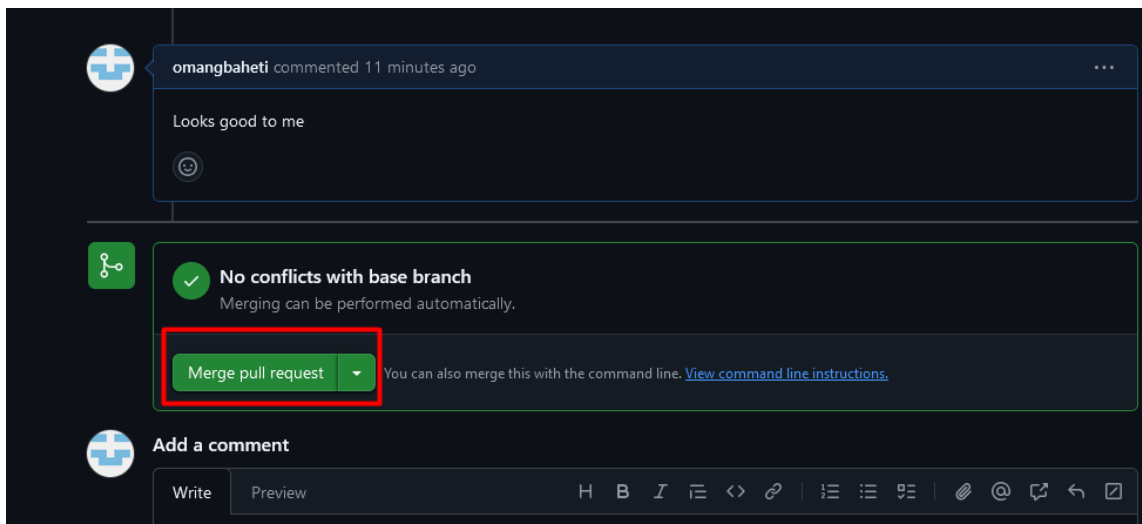 omangbaheti commented 11 minutes ago
Looks good to me
No conflicts with base branch
Merging can be performed automatically.
Merge pull request
You can also merge this with the command line. View command line instructions.
Add a comment
Write Preview H B I